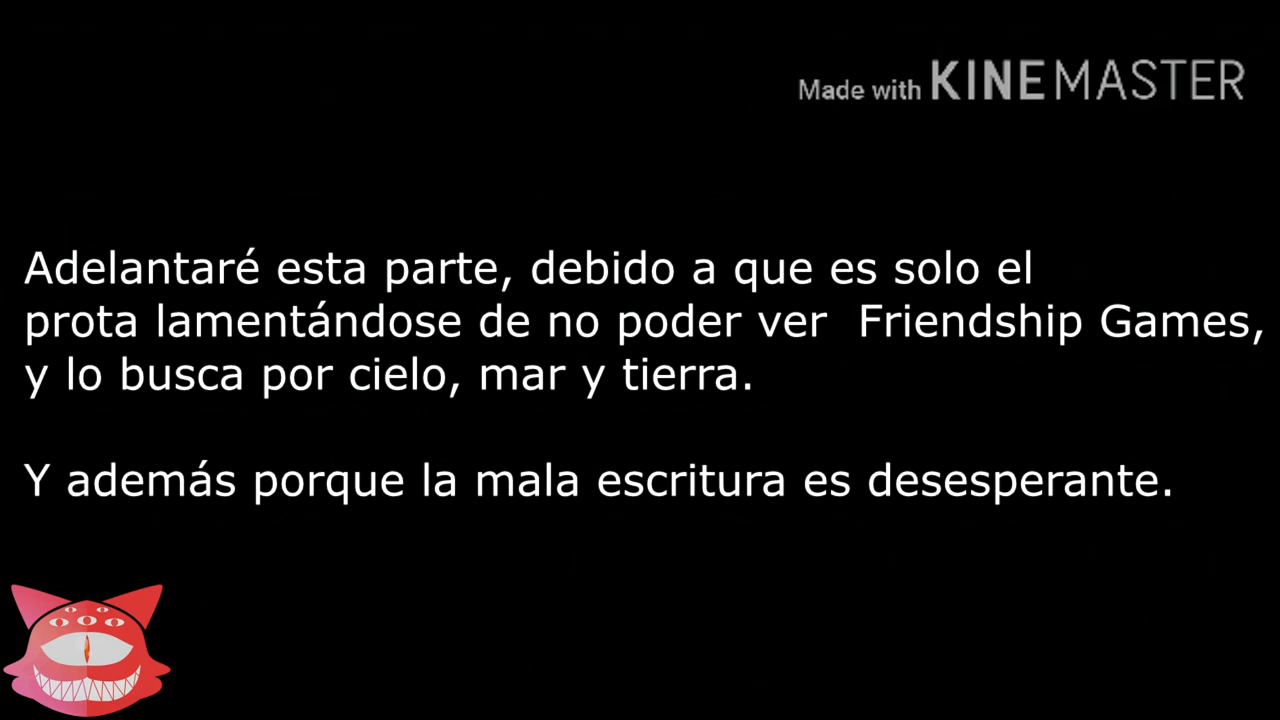 Made with KINEMASTER
Adelantaré esta parte, debido a que es solo el
prota lamentándose de no poder ver  Friendship Games,
y lo busca por cielo, mar y tierra.
Y además porque la mala escritura es desesperante.